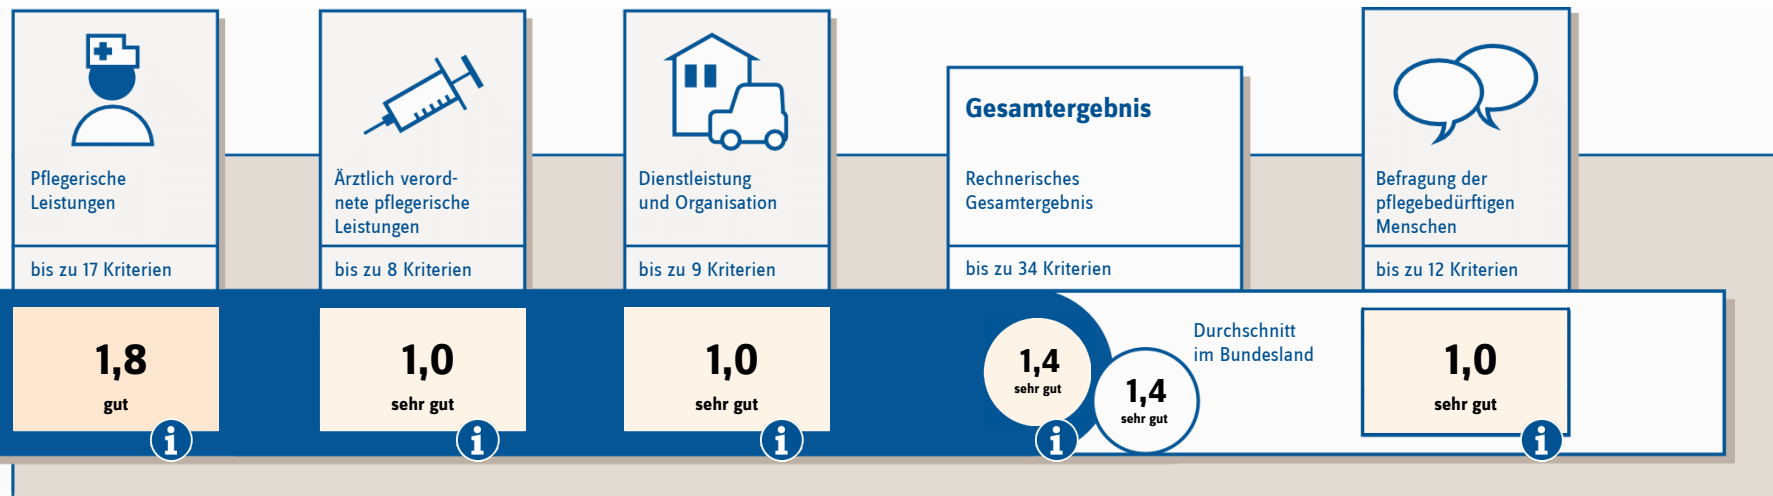 Pflegerische
Leistungen
bis zu 17 Kriterien
1,8
gut
Ärztlich verord-
nete pflegerische
Leistungen
bis zu 8 Kriterien
1,0
sehr gut
Dienstleistung
und Organisation
bis zu 9 Kriterien
1,0
sehr gut
Gesamtergebnis
Rechnerisches
Gesamtergebnis
bis zu 34 Kriterien
1,4
sehr gut
1,4
sehr gut
Durchschnitt
im Bundesland
Befragung der
pflegebedürftigen
Menschen
bis zu 12 Kriterien
1,0
sehr gut